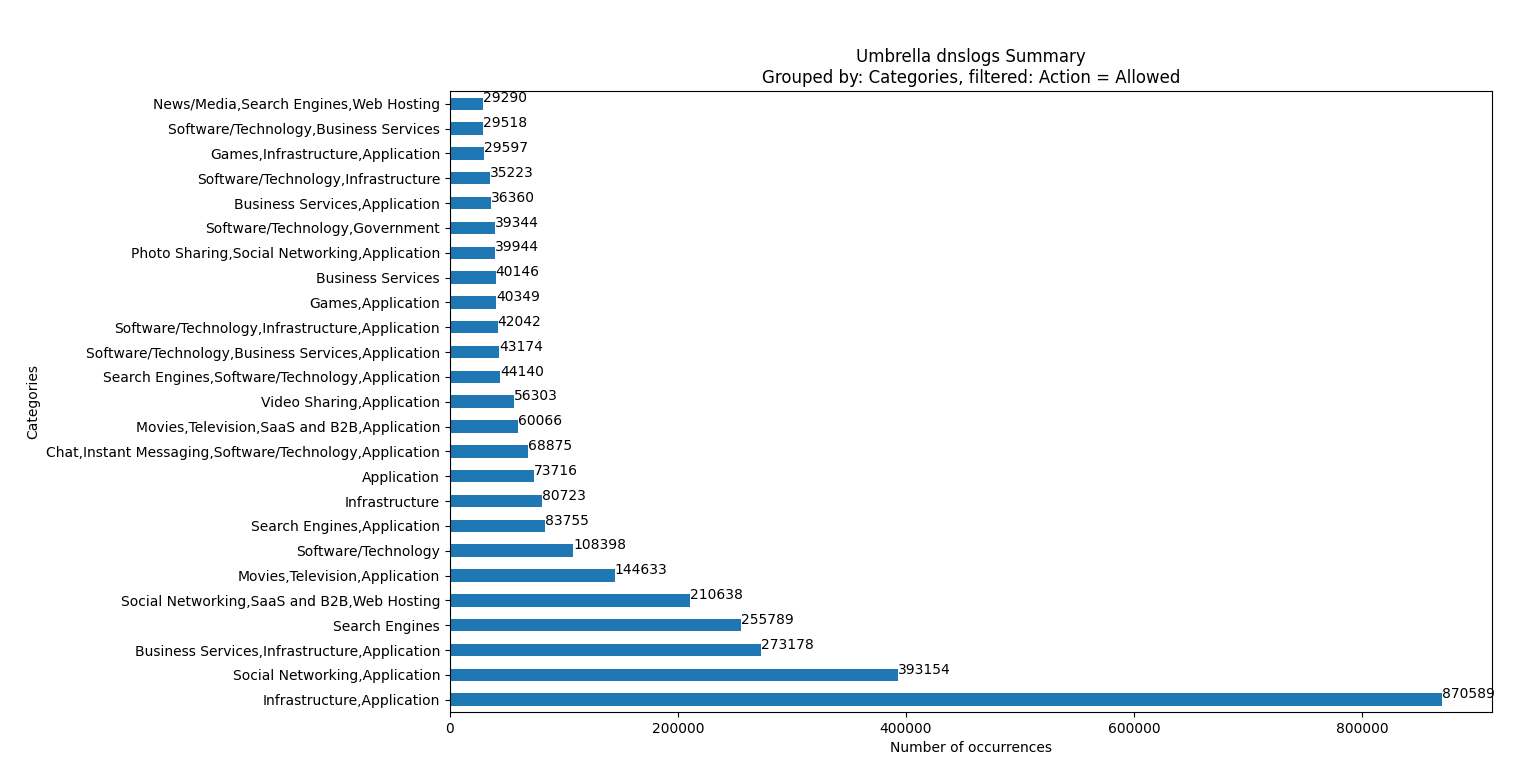 Umbrella dnslogs Summary
Grouped by: Categories, filtered: Action = Allowed
News/Media,Search Engines,Web Hosting 29290
Software/Technology,Business Services 29518
Games,Infrastructure,Application 29597
Software/Technology,Infrastructure 35223
Business Services,Application 36360
Software/Technology,Government 39344
Photo Sharing,Social Networking,Application 39944
Business Services 40146
Games,Application 40349
Software/Technology,Infrastructure,Application 42042
Software/Technology,Business Services,Application 43174
Search Engines,Software/Technology,Application 44140
Video Sharing,Application 56303
Movies,Television,SaaS and B2B,Application 60066
Chat,Instant Messaging,Software/Technology,Application 68875
Application 73716
Infrastructure 80723
Search Engines,Application 83755
Software/Technology 108398
Movies,Television,Application 144633
Social Networking,SaaS and B2B,Web Hosting 210638
Search Engines 255789
Business Services,Infrastructure,Application 273178
Social Networking,Application 393154
Infrastructure,Application 870589
Categories
0 200000 400000 600000 800000
Number of occurrences